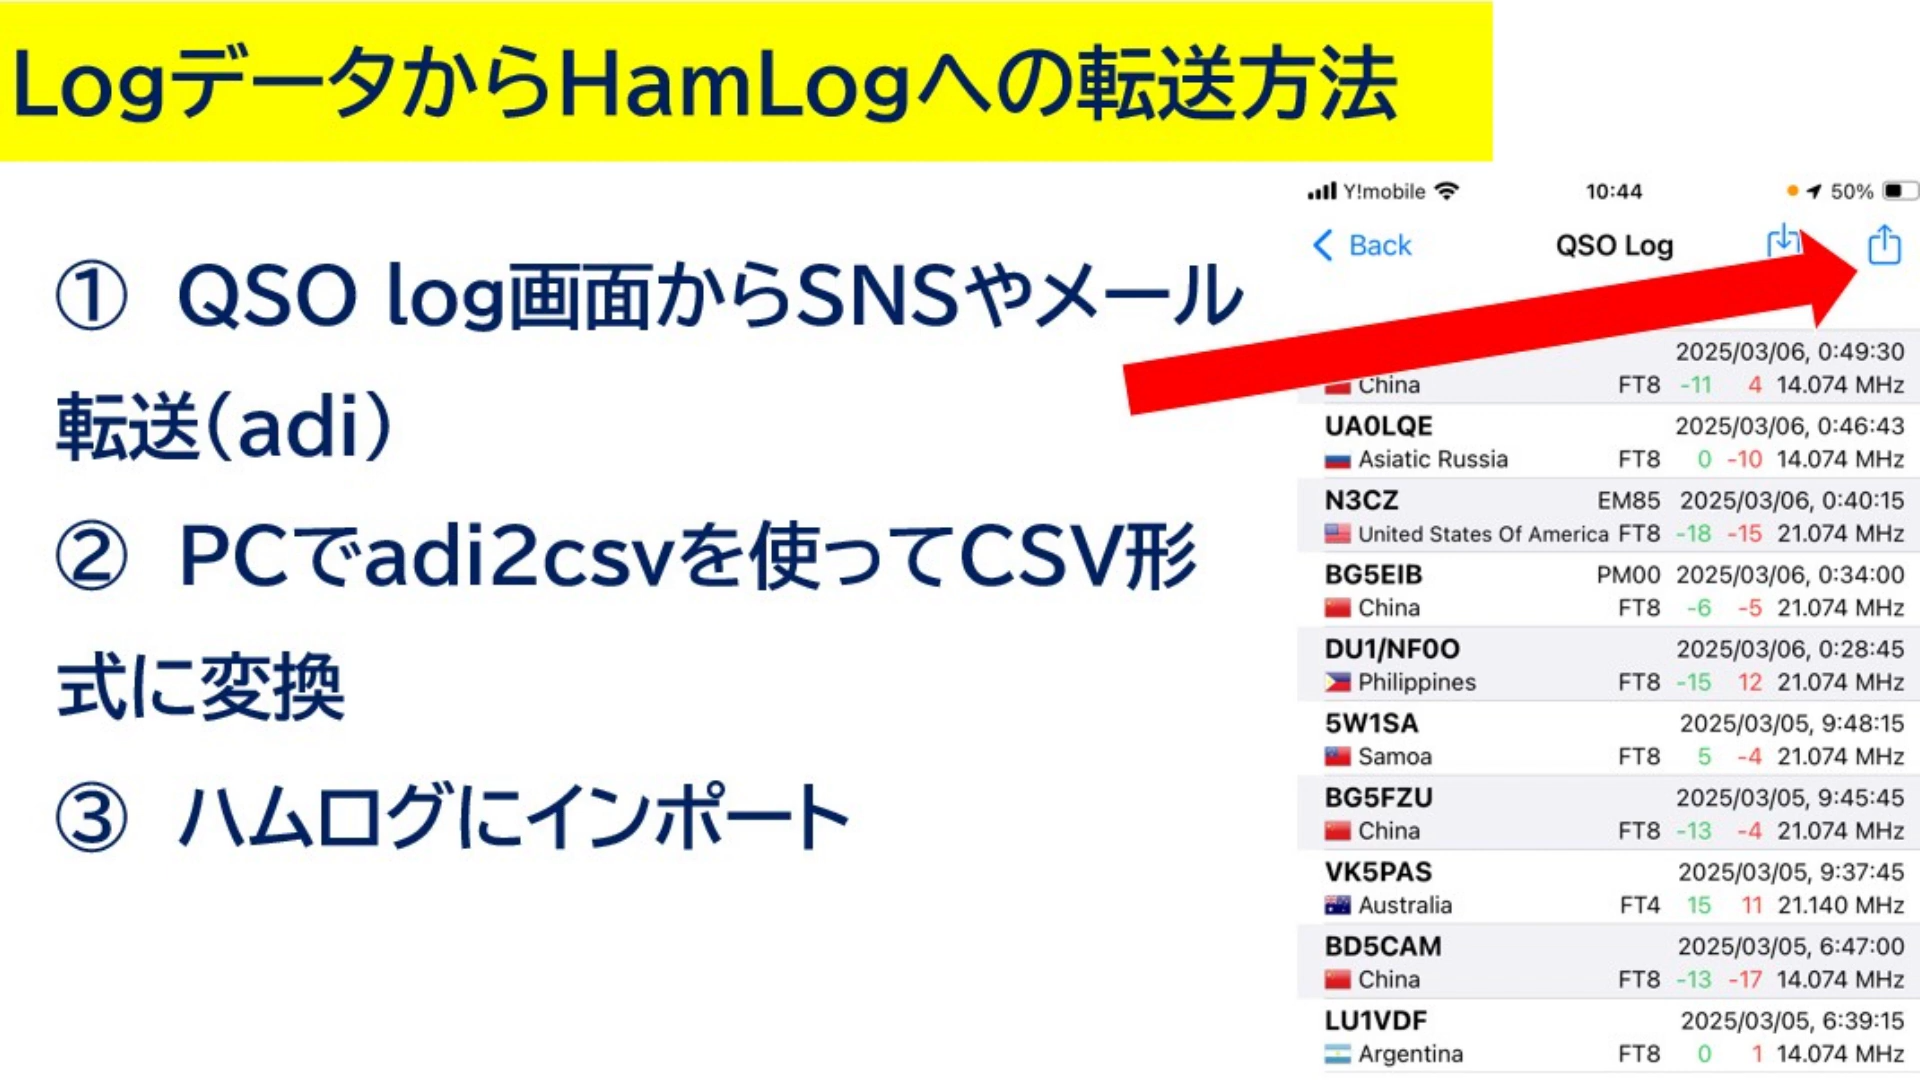 LogデータからHamLogへの転送方法
① QSO log画面からSNSやメール
転送（adi）
② PCでadi2csvを使ってCSV形
式に変換
③ ハムログにインポート
Y!mobile 10:44 50%
Back QSO Log
2025/03/06, 0:49:30
China FT8 -11 4 14.074 MHz
UA0LQE 2025/03/06, 0:46:43
Asiatic Russia FT8 0 -10 14.074 MHz
N3CZ EM85 2025/03/06, 0:40:15
United States Of America FT8 -18 -15 21.074 MHz
BG5EIB PM00 2025/03/06, 0:34:00
China FT8 -6 -5 21.074 MHz
DU1/NF0O 2025/03/06, 0:28:45
Philippines FT8 -15 12 21.074 MHz
5W1SA 2025/03/05, 9:48:15
Samoa FT8 5 -4 21.074 MHz
BG5FZU 2025/03/05, 9:45:45
China FT8 -13 -4 21.074 MHz
VK5PAS 2025/03/05, 9:37:45
Australia FT4 15 11 21.140 MHz
BD5CAM 2025/03/05, 6:47:00
China FT8 -13 -17 14.074 MHz
LU1VDF 2025/03/05, 6:39:15
Argentina FT8 0 1 14.074 MHz